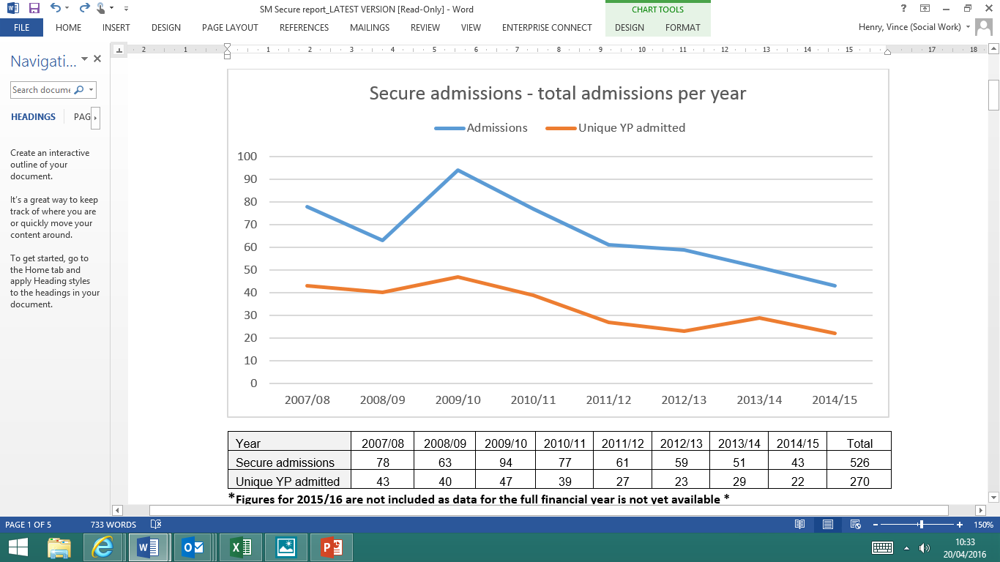 SM Secure report_LATEST VERSION [Read-Only] - Word
CHART TOOLS
?
FILE HOME INSERT DESIGN PAGE LAYOUT REFERENCES MAILINGS REVIEW VIEW ENTERPRISE CONNECT DESIGN FORMAT Henry, Vince (Social Work)
2 1 1 2 3 4 5 6 7 8 9 10 11 12 13 14 15 17 18
Navigati...
Search docume
HEADINGS PAG
Create an interactive
outline of your
document.
It's a great way to keep
track of where you are
or quickly move your
content around.
To get started, go to
the Home tab and
apply Heading styles
to the headings in your
document.
Secure admissions - total admissions per year
Admissions Unique YP admitted
100
90
80
70
60
50
40
30
20
10
0
2007/08 2008/09 2009/10 2010/11 2011/12 2012/13 2013/14 2014/15
Year 2007/08 2008/09 2009/10 2010/11 2011/12 2012/13 2013/14 2014/15 Total
Secure admissions 78 63 94 77 61 59 51 43 526
Unique YP admitted 43 40 47 39 27 23 29 22 270
*Figures for 2015/16 are not included as data for the full financial year is not yet available *
PAGE 1 OF 5 733 WORDS 150%
10:33
20/04/2016